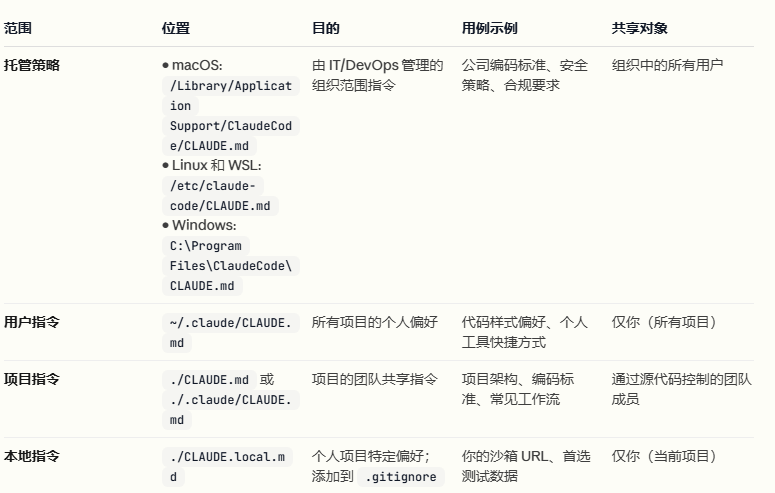 范围 位置 目的 用例示例 共享对象
托管策略
• macOS:
/Library/Applicat
ion
Support/ClaudeCod
e/CLAUDE.md
• Linux 和 WSL:
/etc/claude-
code/CLAUDE.md
• Windows:
C:\Program
Files\ClaudeCode\
CLAUDE.md
由 IT/DevOps 管理的
组织范围指令
公司编码标准、安全
策略、合规要求
组织中的所有用户
用户指令
~/.claude/CLAUDE.
md
所有项目的个人偏好
代码样式偏好、个人
工具快捷方式
仅你（所有项目）
项目指令
./CLAUDE.md 或
./.claude/CLAUDE.
md
项目的团队共享指令
项目架构、编码标
准、常见工作流
通过源代码控制的团队
成员
本地指令
./CLAUDE.local.m
d
个人项目特定偏好；
添加到 .gitignore
你的沙箱 URL、首选
测试数据
仅你（当前项目）